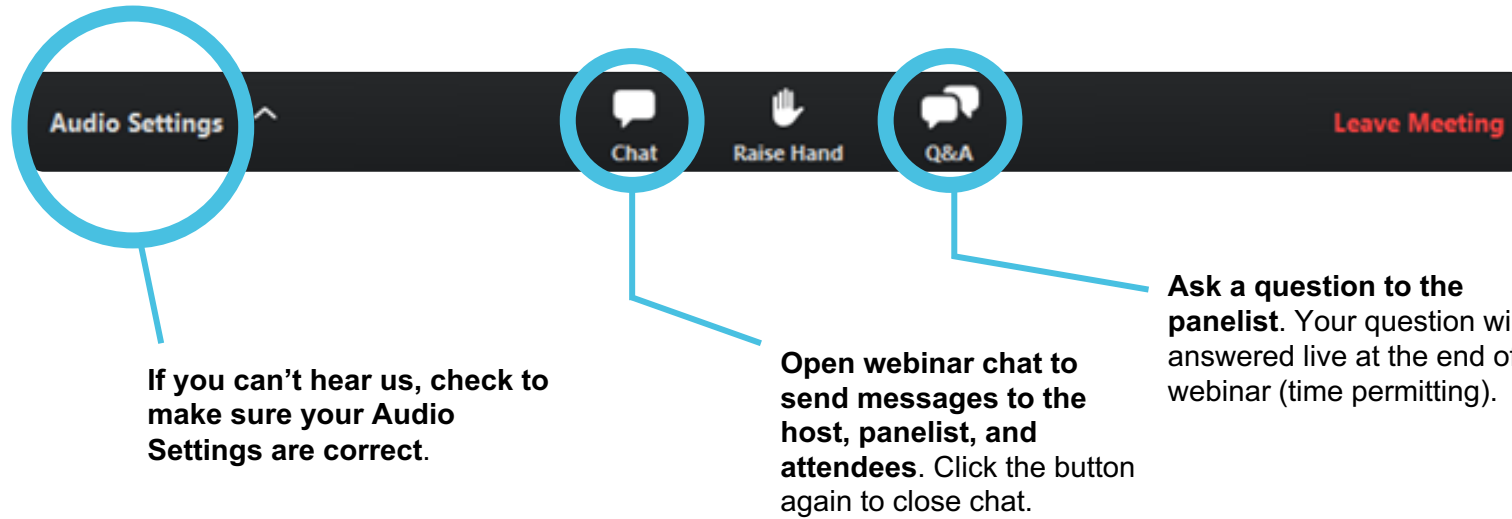 Audio Settings
Chat
Raise Hand
Q&A
Leave Meeting
If you can’t hear us, check to
make sure your Audio
Settings are correct.
Open webinar chat to
send messages to the
host, panelist, and
attendees. Click the button
again to close chat.
Ask a question to the
panelist. Your question
answered live at the end
webinar (time permitting).